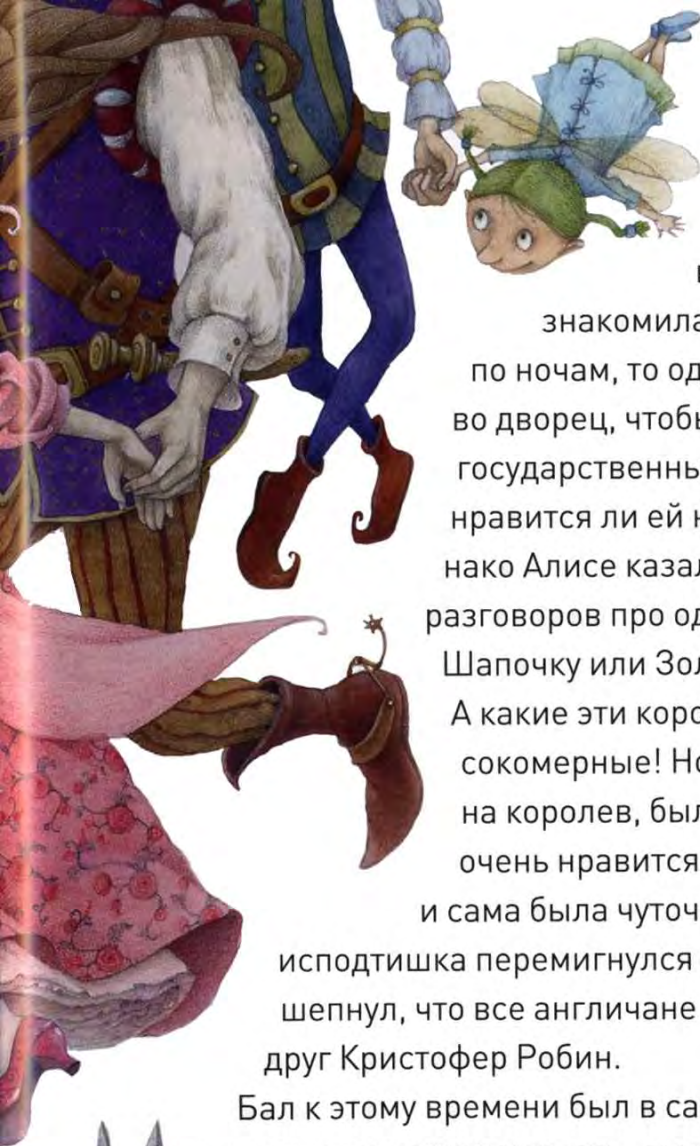 знакомила
по ночам, то од
во дворец, чтобы
государственны
нравится ли ей н
нако Алисе казал
разговоров про од
Шапочку или Зол
А какие эти коро
сокомерные! Но
на королев, был
очень нравится
и сама была чуточ
исподтишка перемигнулся
шепнул, что все англичане
друг Кристофер Робин.
Бал к этому времени был в са